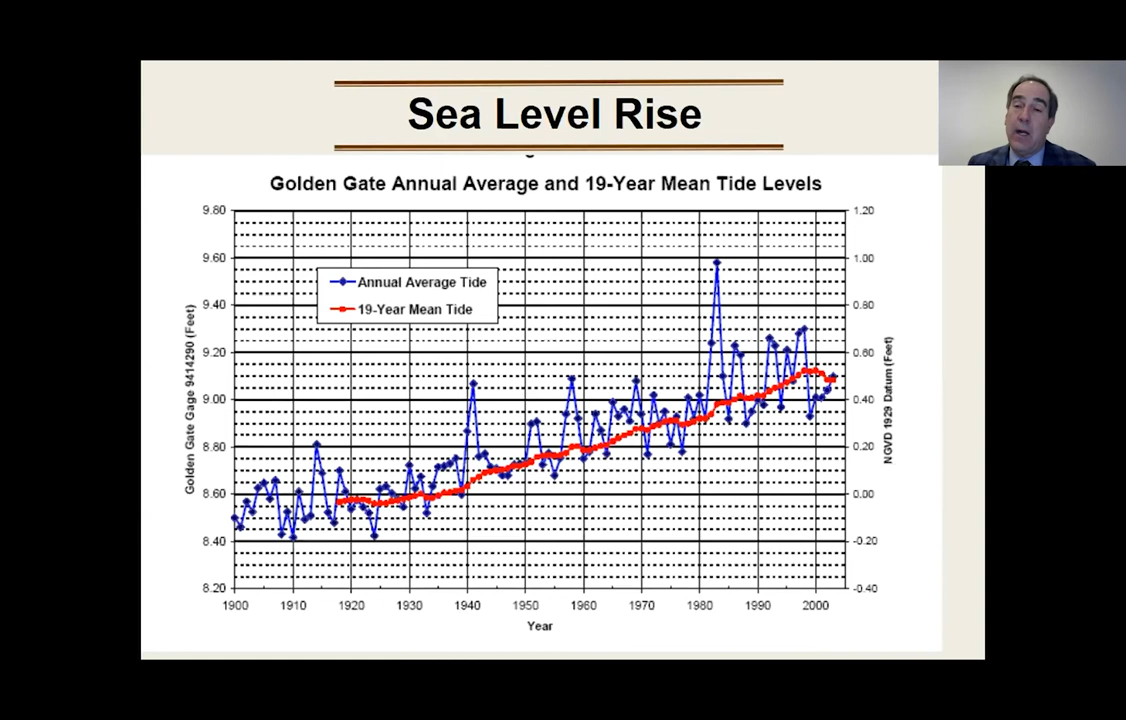 Sea Level Rise
Golden Gate Annual Average and 19-Year Mean Tide Levels
Golden Gate Gage 9414290 (Feet)
9.80
9.60
9.40
9.20
9.00
8.80
8.60
8.40
8.20
Annual Average Tide
19-Year Mean Tide
1.20
1.00
0.80
0.60
0.40
0.20
0.00
-0.20
-0.40
NGVD 1929 Datum (Feet)
1900 1910 1920 1930 1940 1950 1960 1970 1980 1990 2000
Year